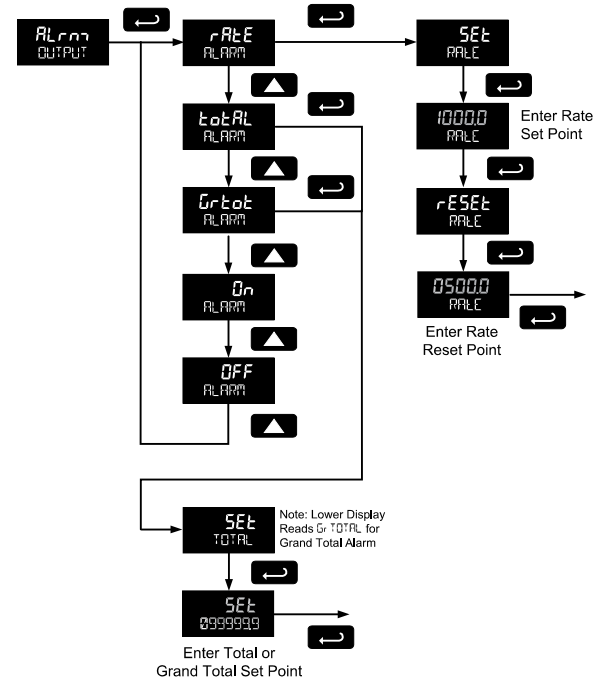 ALrm
OUTPUT
rAtE
ALARM
totAL
ALARM
Grtot
ALARM
On
ALARM
OFF
ALARM
SEt
RATE
1000.0
RATE
Enter Rate
Set Point
rESEt
RATE
0500.0
RATE
Enter Rate
Reset Point
SEt
TOTAL
Note: Lower Display
Reads Gr TOTAL for
Grand Total Alarm
SEt
099999.9
Enter Total or
Grand Total Set Point